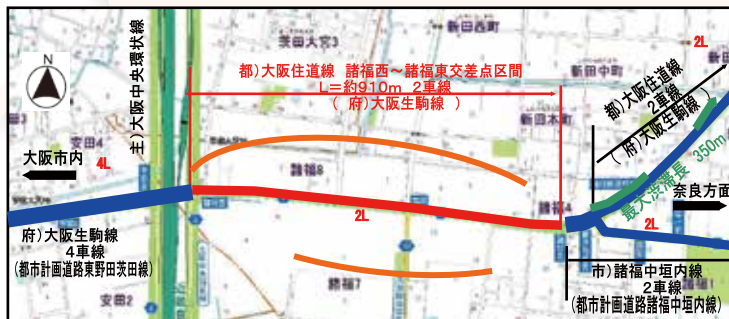 N
主）大阪中央環状線
茨田大宮3
新田西町
新田中町
2L
都）大阪住道線 諸福西～諸福東交差点区間
L=約910m 2車線
（府）大阪生駒線）
都）大阪住道線
2車線
（府）大阪生駒線）
最大渋滞長 350m
新田本町
安田4
4L
大阪市内
諸福8
2L
諸福4
奈良方面
2L
府）大阪生駒線
4車線
（都市計画道路東野田茨田線）
安田2
諸福7
市）諸福中垣内線
2車線
（都市計画道路諸福中垣内線）
諸福1